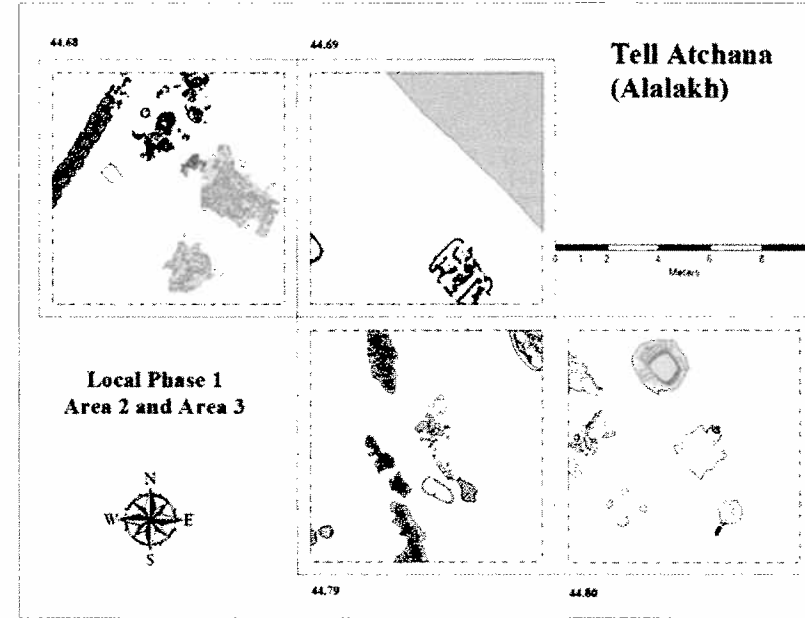 44.68
44.69
Tell Atchana
(Alalakh)
0 1 2 4 6 8
Meters
Local Phase 1
Area 2 and Area 3
N
W E
S
44.79
44.80